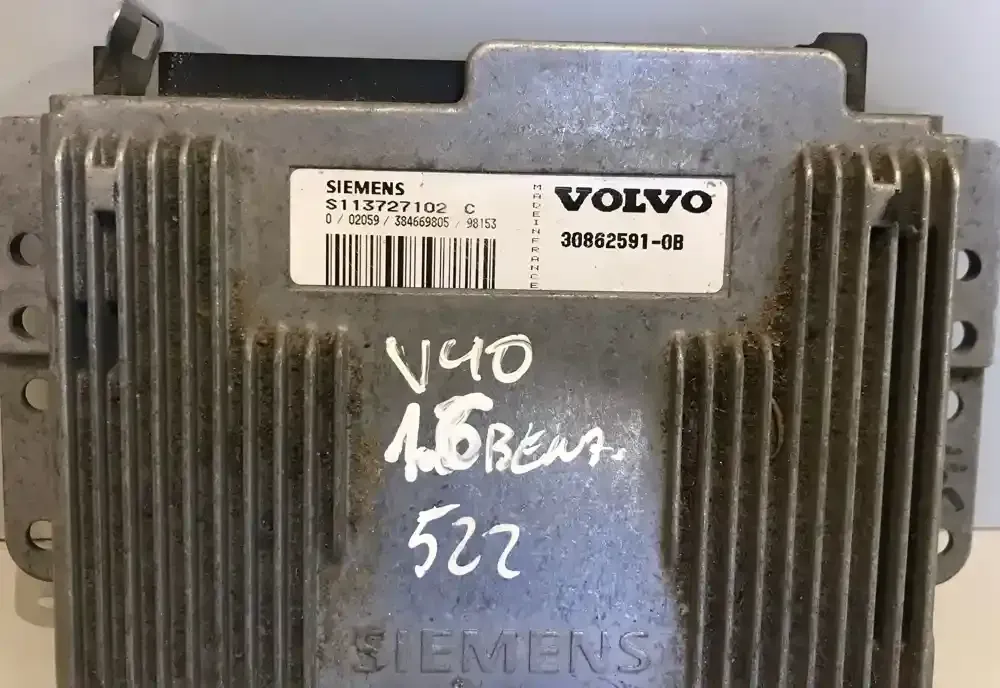 SIEMENS
S113727102 C
0 / 02059 / 384669805 / 98153
MADE IN FRANCE
VOLVO
30862591-0B
V40
1.6 BENZ.
522
SIEMENS